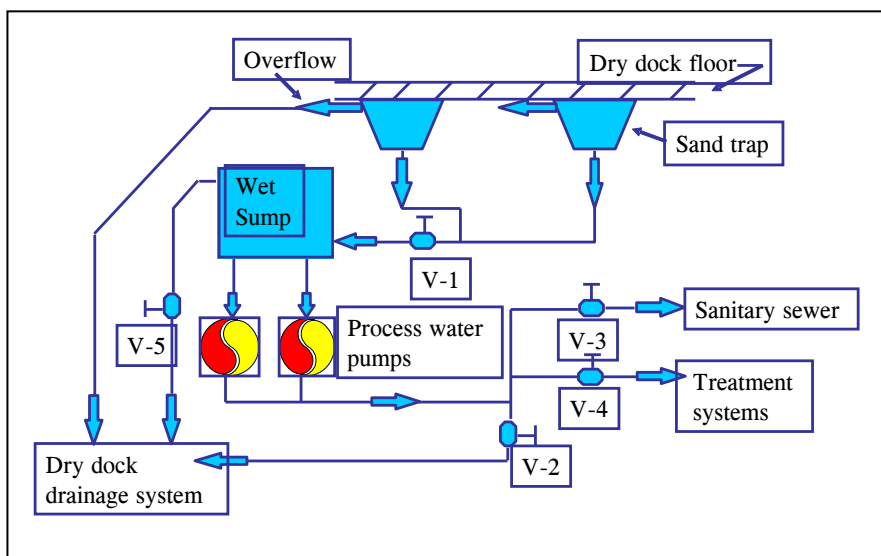 Overflow
Dry dock floor
Sand trap
Wet
Sump
V-1
Process water
pumps
V-5
V-3
Sanitary sewer
V-4
Treatment
systems
V-2
Dry dock
drainage system